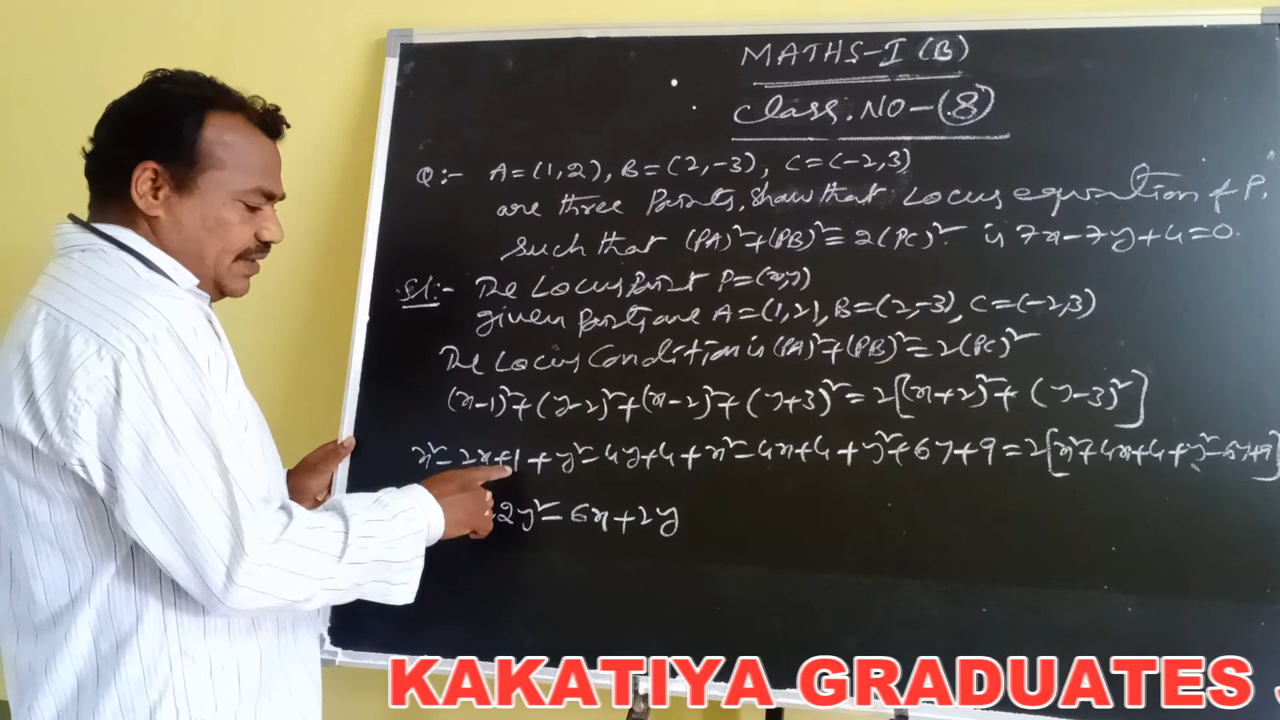 MATHS-I (B)
Class. NO-(8)
Q:- A=(1,2), B=(2,-3), C=(-2,3)
are three Points, show that Locus equation of P,
such that (PA)²+(PB)²=2(PC)² is 7x-7y+4=0.
Sol:- The Locus Point P=(x,y)
given Points are A=(1,2), B=(2,-3), C=(-2,3)
The Locus Condition is (PA)²+(PB)²=2(PC)²
(x-1)²+(y-2)²+(x-2)²+(y+3)²=2[(x+2)²+(y-3)²]
x²-2x+1+y²-4y+4+x²-4x+4+y²+6y+9=2[x²+4x+4+y²-6y+9]
2y²-6x+2y
KAKATIYA GRADUATES